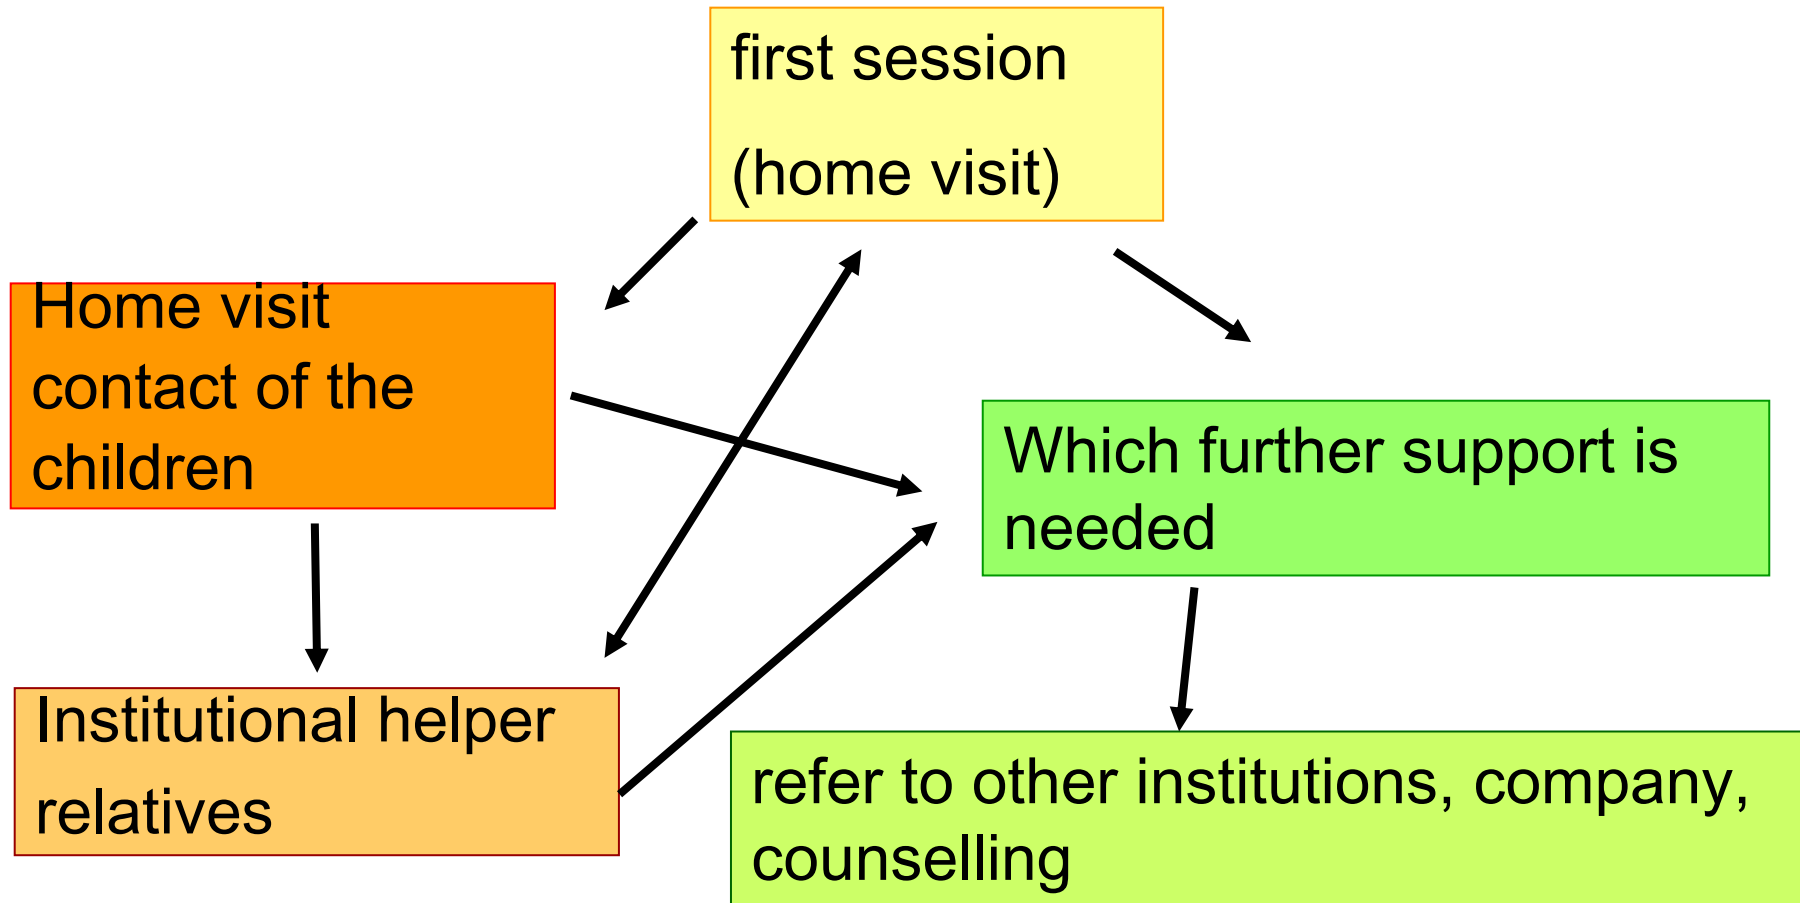 first session
(home visit)
Home visit
contact of the
children
Which further support is
needed
Institutional helper
relatives
refer to other institutions, company,
counselling